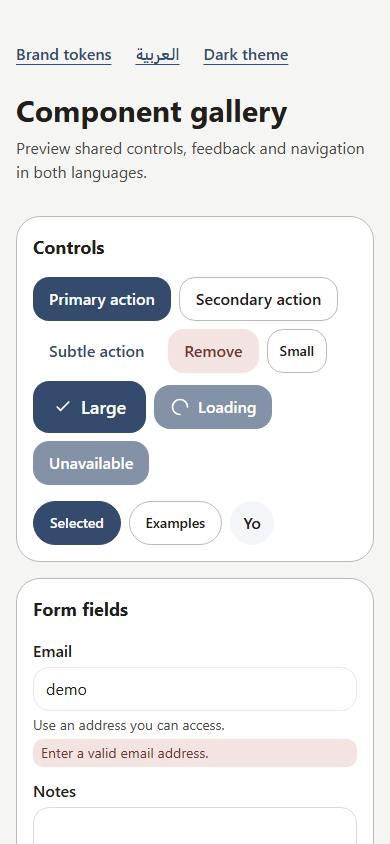 Brand tokens العربية Dark theme
Component gallery
Preview shared controls, feedback and navigation
in both languages.
Controls
Primary action Secondary action
Subtle action Remove Small
Large Loading
Unavailable
Selected Examples Yo
Form fields
Email
demo
Use an address you can access.
Enter a valid email address.
Notes